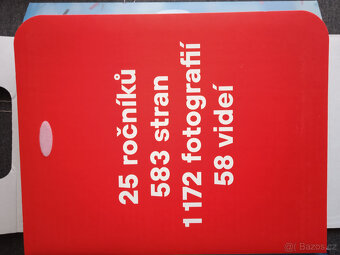 25 ročníků
583 stran
1 172 fotografií
58 videí
© Bazos.cz